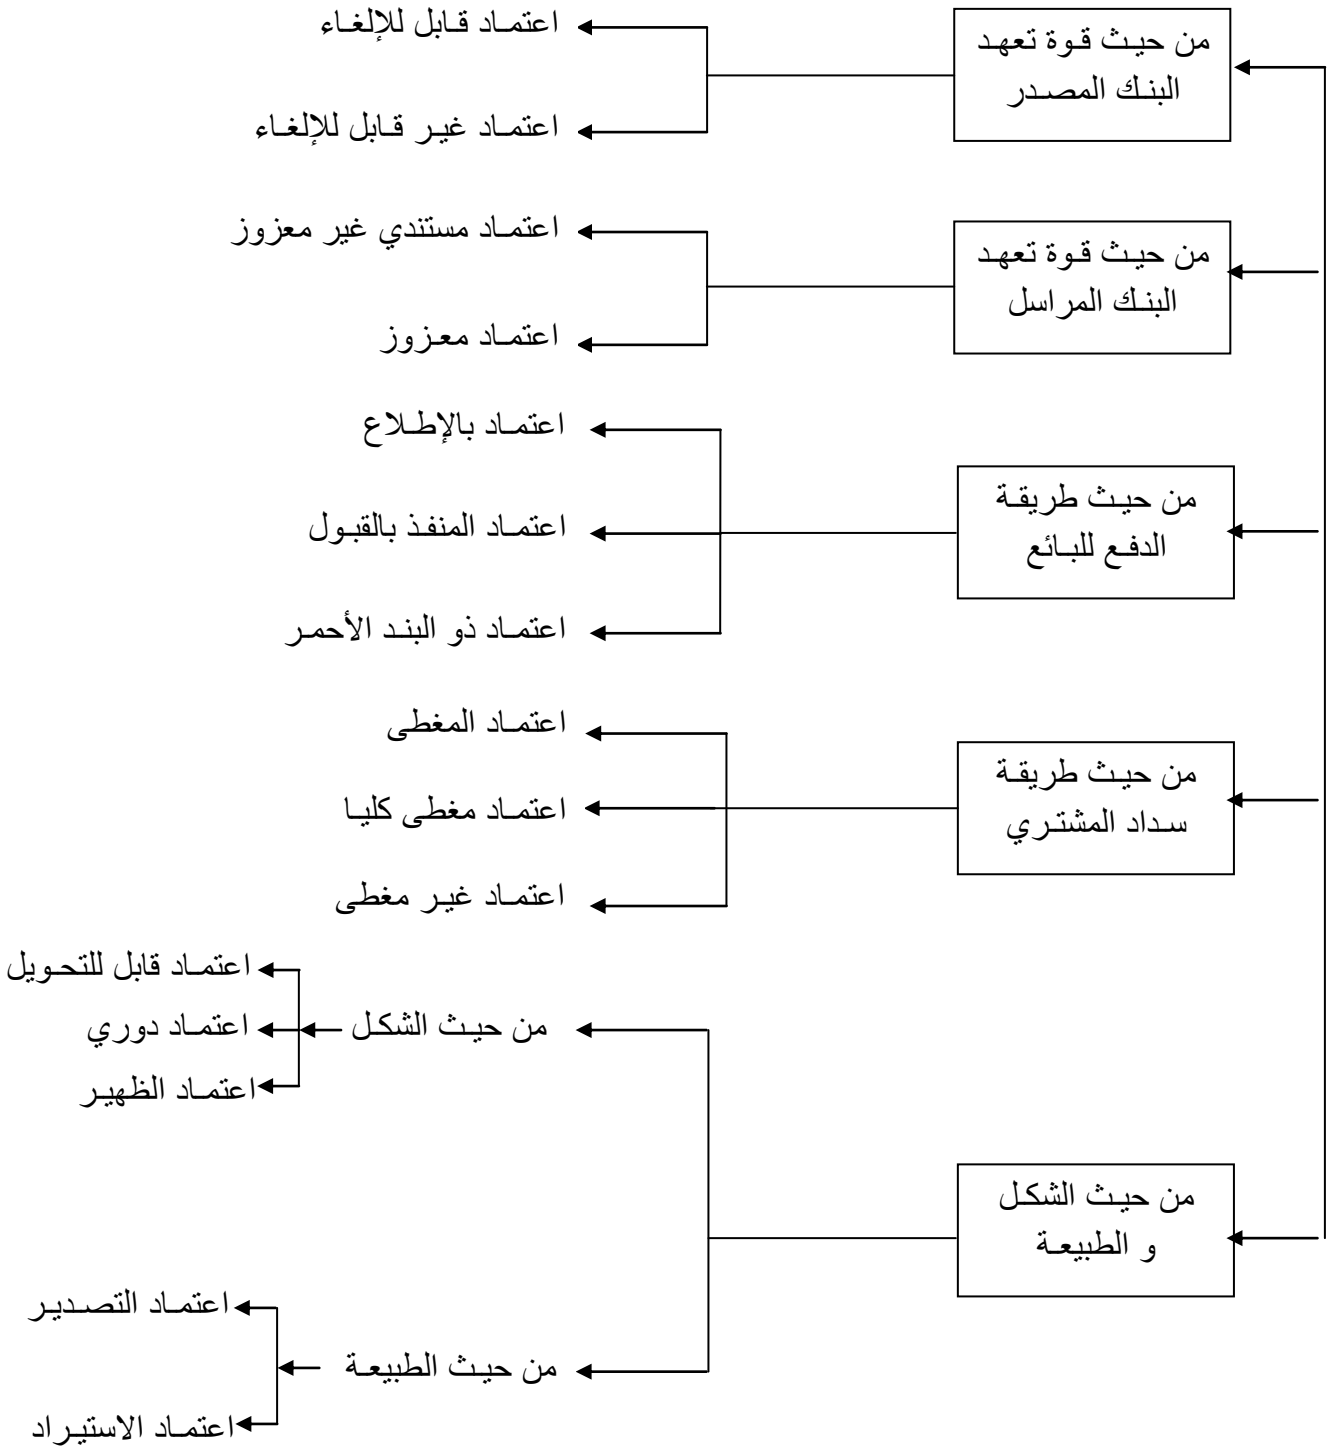 من حيث قوة تعهد
البنك المصدر
اعتماد قابل للإلغاء
اعتماد غير قابل للإلغاء
من حيث قوة تعهد
البنك المراسل
اعتماد مستندي غير معزوز
اعتماد معزوز
من حيث طريقة
الدفع للبائع
اعتماد بالإطلاع
اعتماد المنفذ بالقبول
اعتماد ذو البند الأحمر
من حيث طريقة
سداد المشتري
اعتماد المغطى
اعتماد مغطى كليا
اعتماد غير مغطى
من حيث الشكل
و الطبيعة
من حيث الشكل
اعتماد قابل للتحويل
اعتماد دوري
اعتماد الظهير
من حيث الطبيعة
اعتماد التصدير
اعتماد الاستيراد